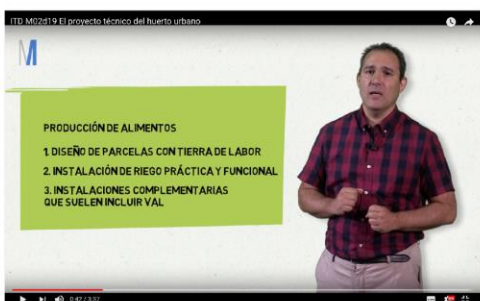 ITD M02d19 El proyecto técnico del huerto urbano
M
PRODUCCIÓN DE ALIMENTOS
1. DISEÑO DE PARCELAS CON TIERRA DE LABOR
2. INSTALACIÓN DE RIEGO PRÁCTICA Y FUNCIONAL
3. INSTALACIONES COMPLEMENTARIAS
QUE SUELEN INCLUIR VAL
0:42 / 3:37